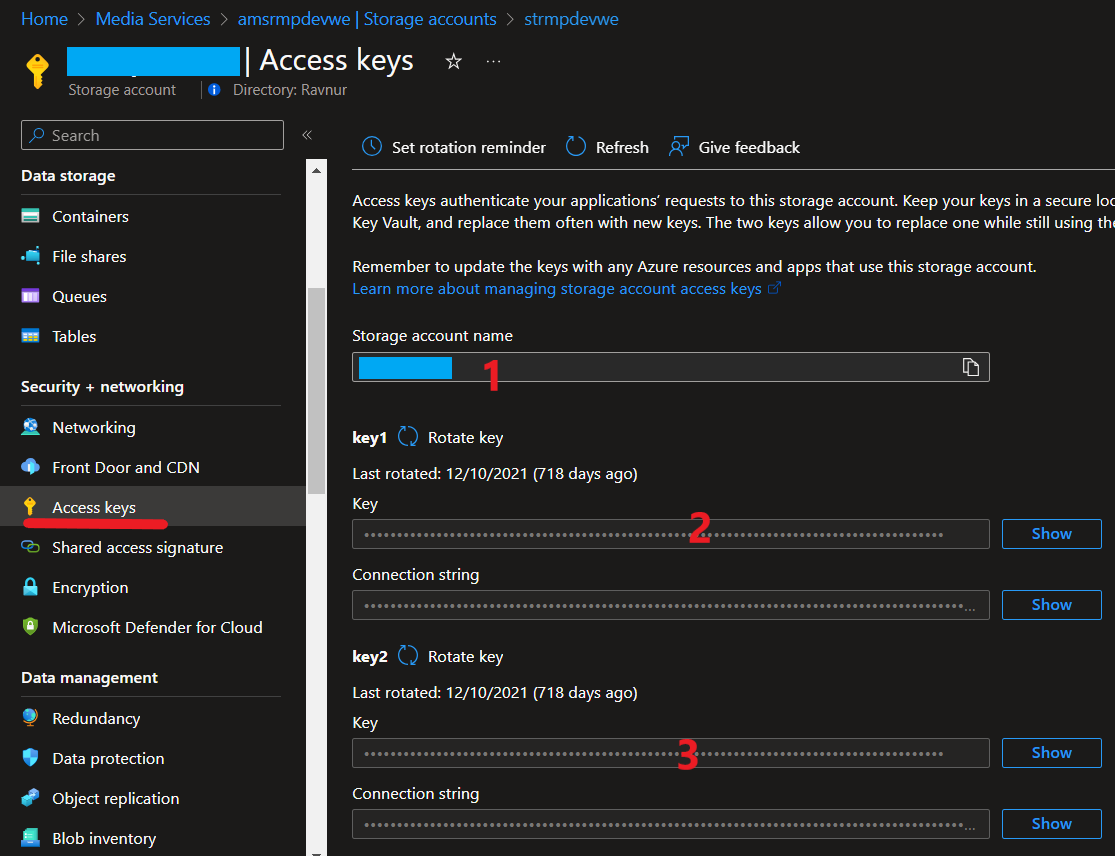 Home > Media Services > amsrmpdevwe | Storage accounts > strmpdevwe
| Access keys ☆ ...
Storage account | Directory: Ravnur
Search «
Data storage
Containers
File shares
Queues
Tables
Security + networking
Networking
Front Door and CDN
Access keys
Shared access signature
Encryption
Microsoft Defender for Cloud
Data management
Redundancy
Data protection
Object replication
Blob inventory
Set rotation reminder Refresh Give feedback
Access keys authenticate your applications’ requests to this storage account. Keep your keys in a secure loc
Key Vault, and replace them often with new keys. The two keys allow you to replace one while still using the
Remember to update the keys with any Azure resources and apps that use this storage account.
Learn more about managing storage account access keys
Storage account name
1
key1 Rotate key
Last rotated: 12/10/2021 (718 days ago)
Key
2 Show
Connection string
... Show
key2 Rotate key
Last rotated: 12/10/2021 (718 days ago)
Key
3 Show
Connection string
... Show